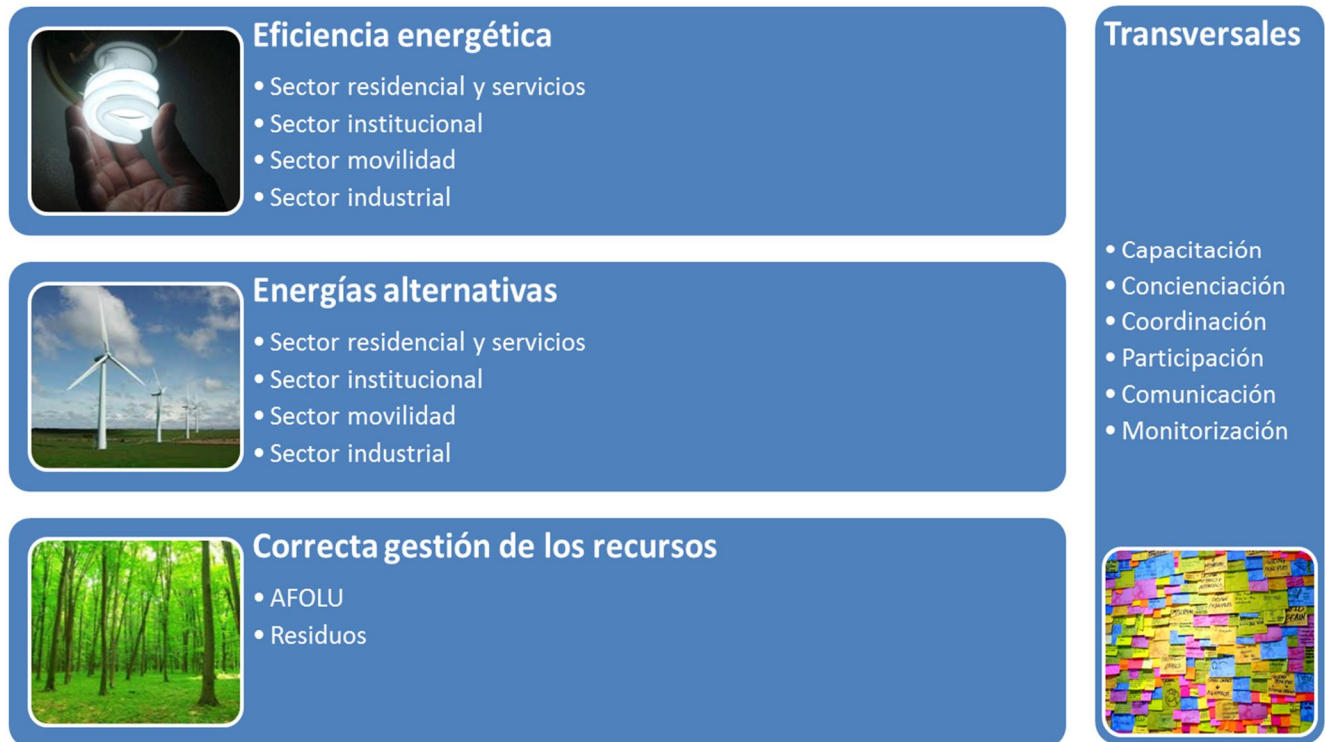 Eficiencia energética
• Sector residencial y servicios
• Sector institucional
• Sector movilidad
• Sector industrial
Energías alternativas
• Sector residencial y servicios
• Sector institucional
• Sector movilidad
• Sector industrial
Correcta gestión de los recursos
• AFOLU
• Residuos
Transversales
• Capacitación
• Concienciación
• Coordinación
• Participación
• Comunicación
• Monitorización